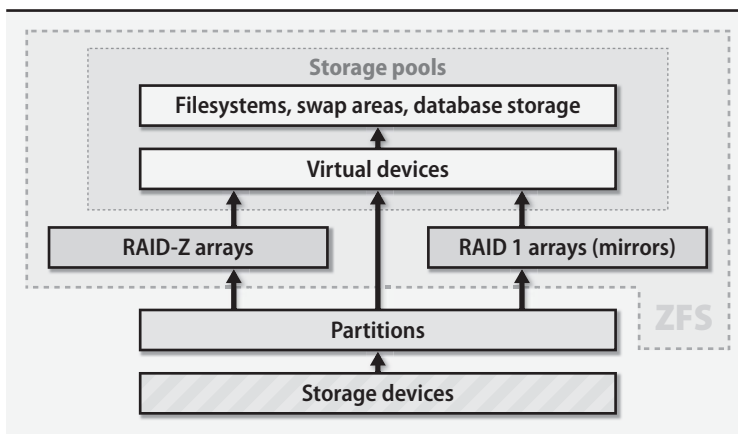 Storage pools
Filesystems, swap areas, database storage
Virtual devices
RAID-Z arrays
RAID 1 arrays (mirrors)
Partitions
ZFS
Storage devices